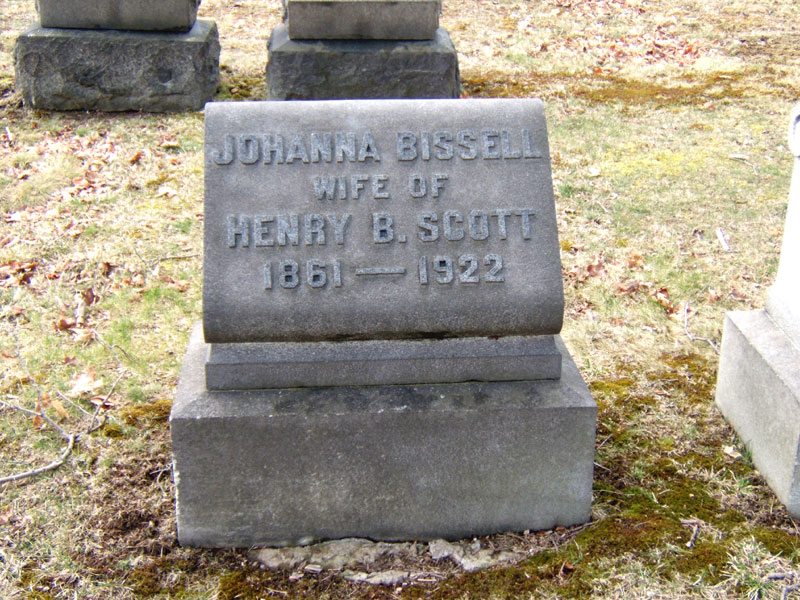 JOHANNA BISSELL
WIFE OF
HENRY B. SCOTT
1861 — 1922